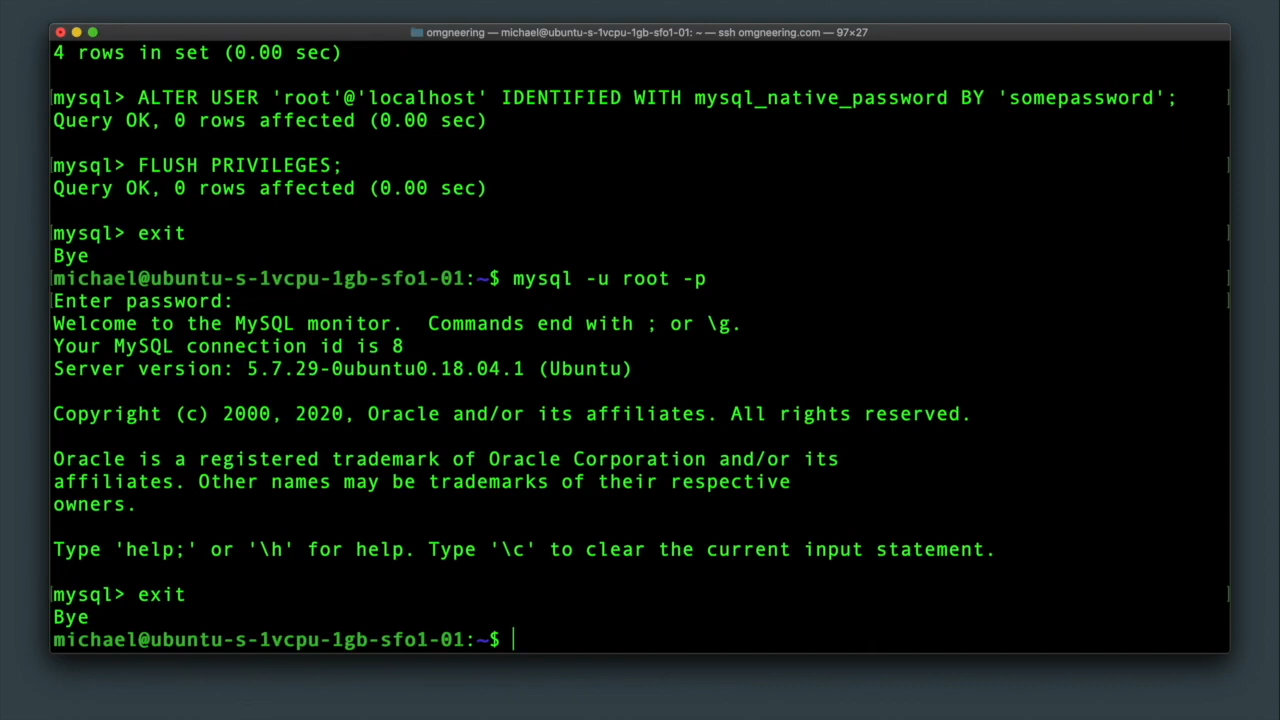 omgneering — michael@ubuntu-s-1vcpu-1gb-sfo1-01: ~ — ssh omgneering.com — 97×27
4 rows in set (0.00 sec)
mysql> ALTER USER 'root'@'localhost' IDENTIFIED WITH mysql_native_password BY 'somepassword';
Query OK, 0 rows affected (0.00 sec)
mysql> FLUSH PRIVILEGES;
Query OK, 0 rows affected (0.00 sec)
mysql> exit
Bye
michael@ubuntu-s-1vcpu-1gb-sfo1-01:~$ mysql -u root -p
Enter password:
Welcome to the MySQL monitor.  Commands end with ; or \g.
Your MySQL connection id is 8
Server version: 5.7.29-0ubuntu0.18.04.1 (Ubuntu)
Copyright (c) 2000, 2020, Oracle and/or its affiliates. All rights reserved.
Oracle is a registered trademark of Oracle Corporation and/or its
affiliates. Other names may be trademarks of their respective
owners.
Type 'help;' or '\h' for help. Type '\c' to clear the current input statement.
mysql> exit
Bye
michael@ubuntu-s-1vcpu-1gb-sfo1-01:~$